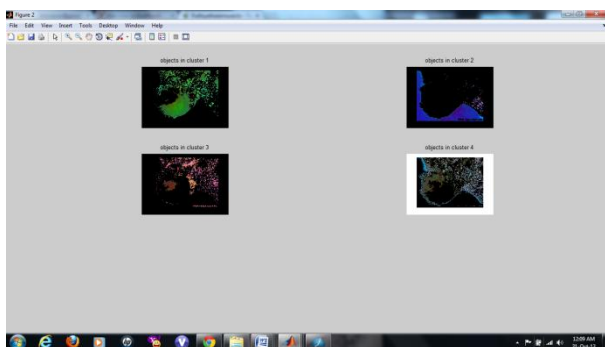 Figure 2
File Edit View Insert Tools Desktop Window Help
objects in cluster 1
objects in cluster 2
objects in cluster 3
objects in cluster 4
12:09 AM